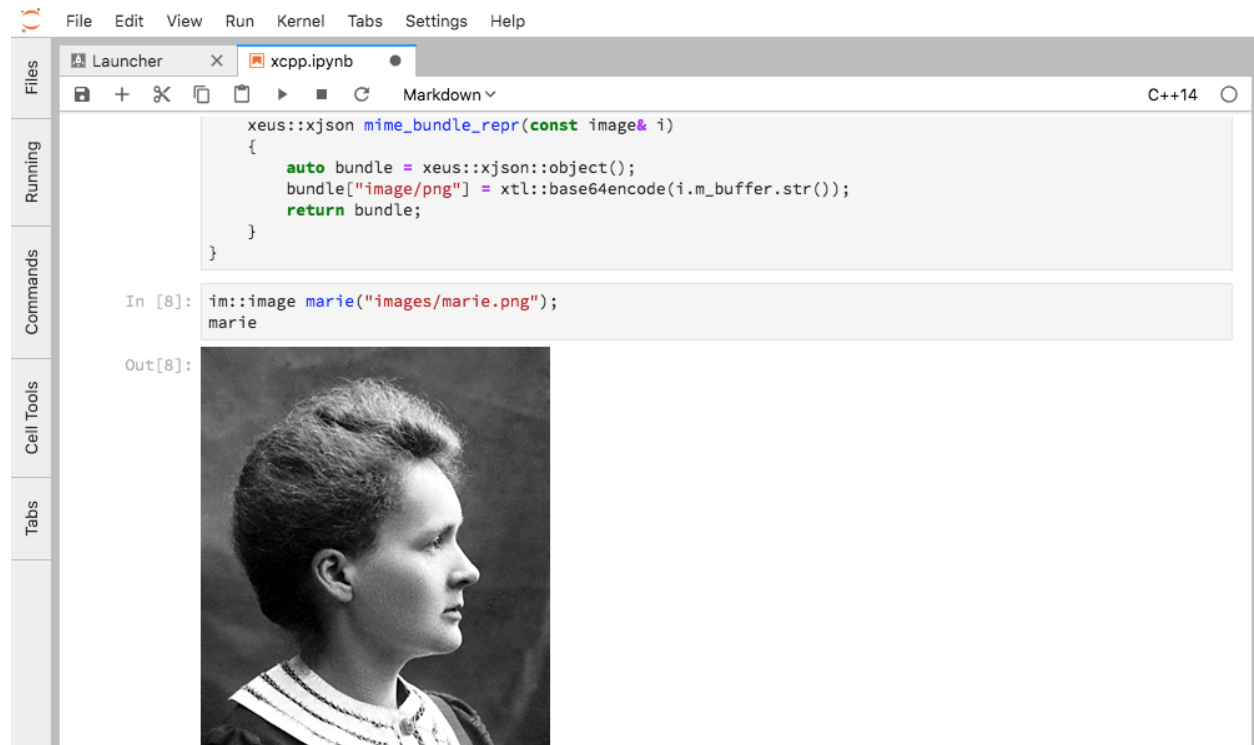 File Edit View Run Kernel Tabs Settings Help
Files
Running
Commands
Cell Tools
Tabs
Launcher xcpp.ipynb
Markdown C++14
xeus::xjson mime_bundle_repr(const image& i)
{
auto bundle = xeus::xjson::object();
bundle["image/png"] = xtl::base64encode(i.m_buffer.str());
return bundle;
}
}
In [8]: im::image marie("images/marie.png");
marie
Out[8]: